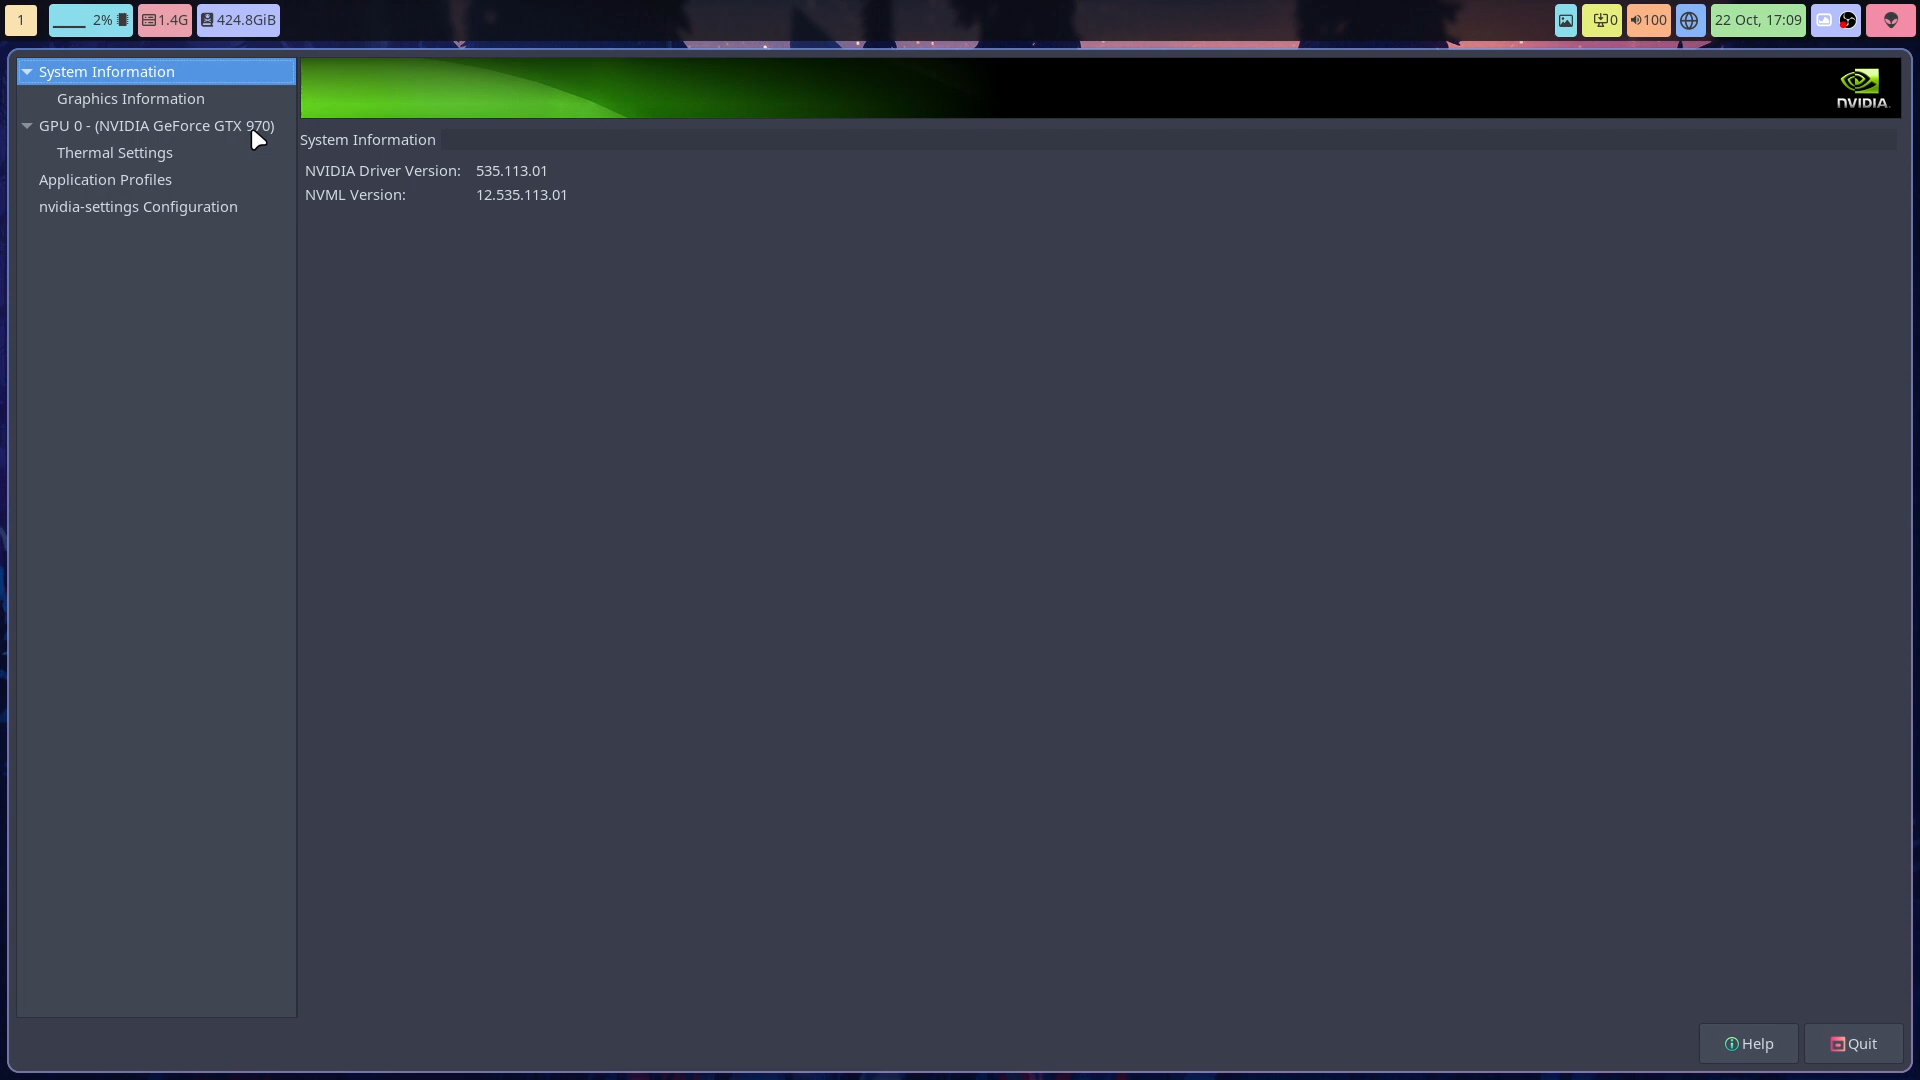 1 2% 1.4G 424.8GiB 0 100 22 Oct, 17:09
System Information
Graphics Information
GPU 0 - (NVIDIA GeForce GTX 970)
Thermal Settings
Application Profiles
nvidia-settings Configuration
NVIDIA.
System Information
NVIDIA Driver Version: 535.113.01
NVML Version: 12.535.113.01
Help Quit